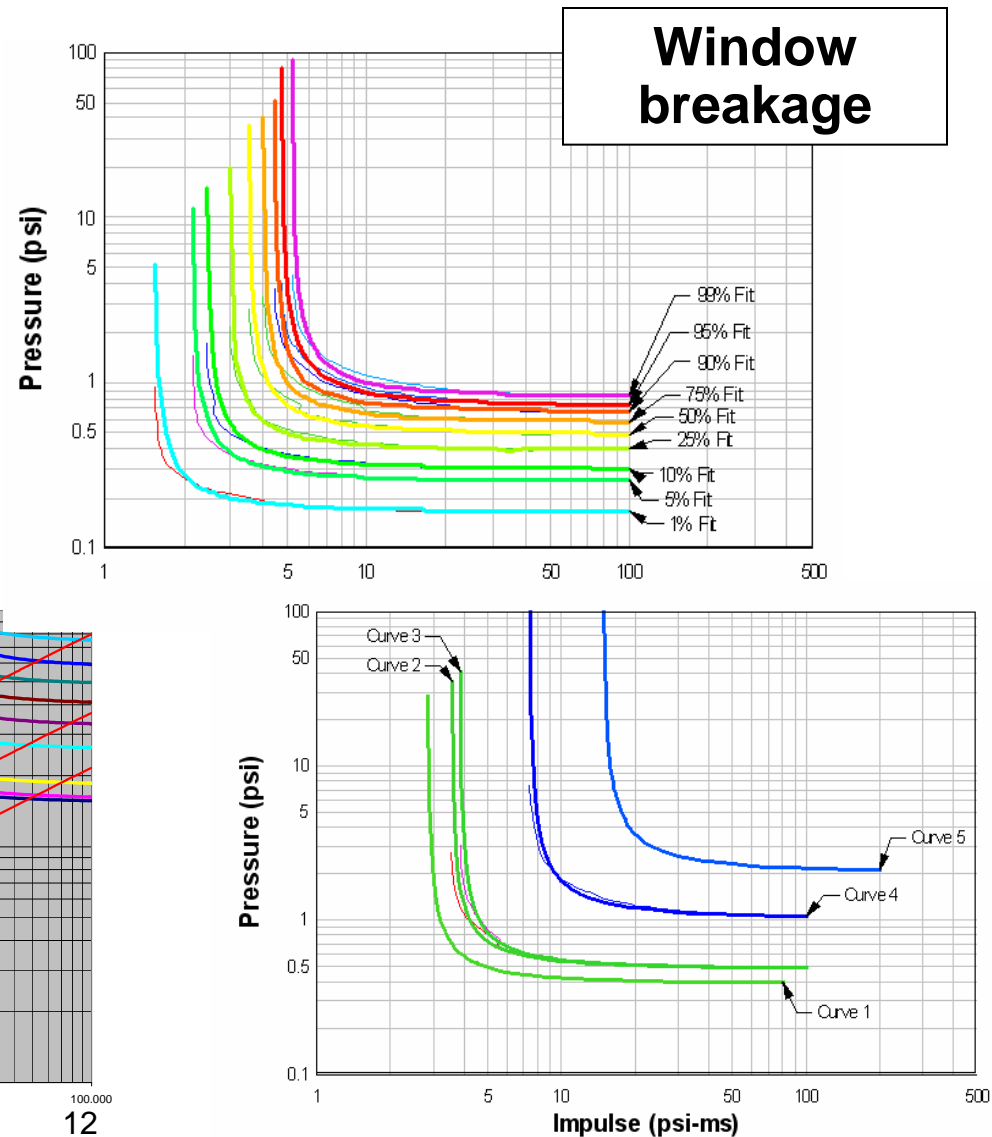 Window
breakage
100
50
10
5
1
0.5
0.1
Pressure (psi)
99% Fit
95% Fit
90% Fit
75% Fit
50% Fit
25% Fit
10% Fit
5% Fit
1% Fit
1
5
10
50
100
500
100
50
10
5
1
0.5
0.1
Pressure (psi)
Curve 3
Curve 2
Curve 5
Curve 4
Curve 1
1
5
10
50
100
500
Impulse (psi-ms)
100.000
12